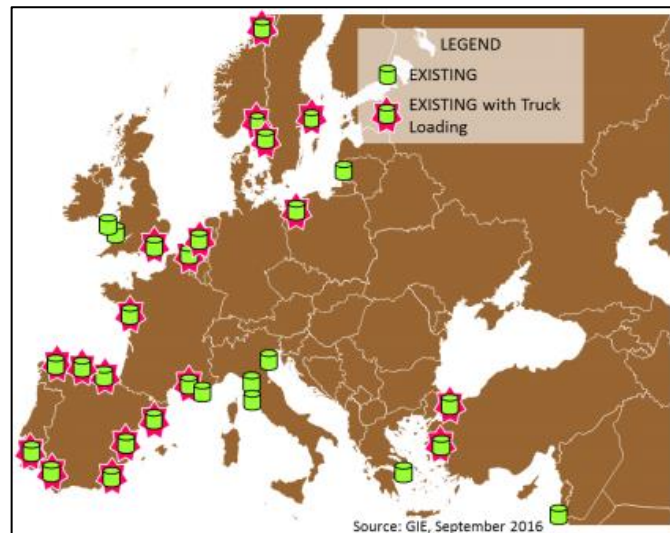 LEGEND
EXISTING
EXISTING with Truck
Loading
Source: GIE, September 2016